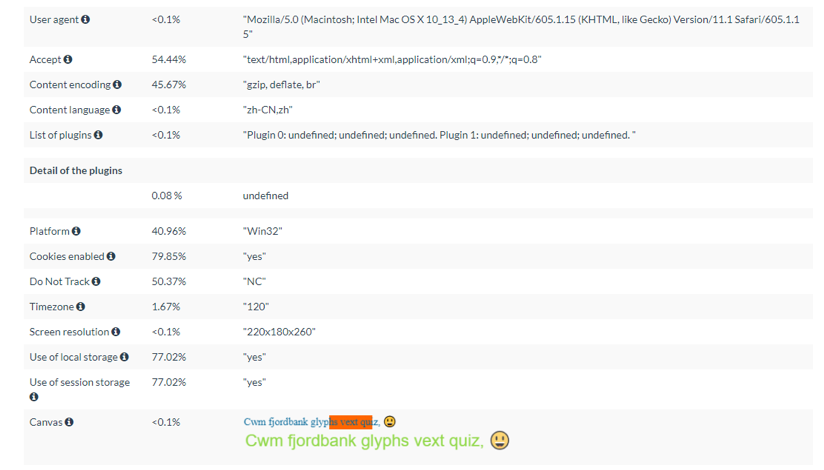 User agent <0.1% "Mozilla/5.0 (Macintosh; Intel Mac OS X 10_13_4) AppleWebKit/605.1.15 (KHTML, like Gecko) Version/11.1 Safari/605.1.1
5"
Accept 54.44% "text/html,application/xhtml+xml,application/xml;q=0.9,*/*;q=0.8"
Content encoding 45.67% "gzip, deflate, br"
Content language <0.1% "zh-CN,zh"
List of plugins <0.1% "Plugin 0: undefined; undefined; undefined. Plugin 1: undefined; undefined; undefined. "
Detail of the plugins
0.08 % undefined
Platform 40.96% "Win32"
Cookies enabled 79.85% "yes"
Do Not Track 50.37% "NC"
Timezone 1.67% "120"
Screen resolution <0.1% "220x180x260"
Use of local storage 77.02% "yes"
Use of session storage 77.02% "yes"
Canvas <0.1% Cwm fjordbank glyphs vext quiz, 😃
Cwm fjordbank glyphs vext quiz, 😃